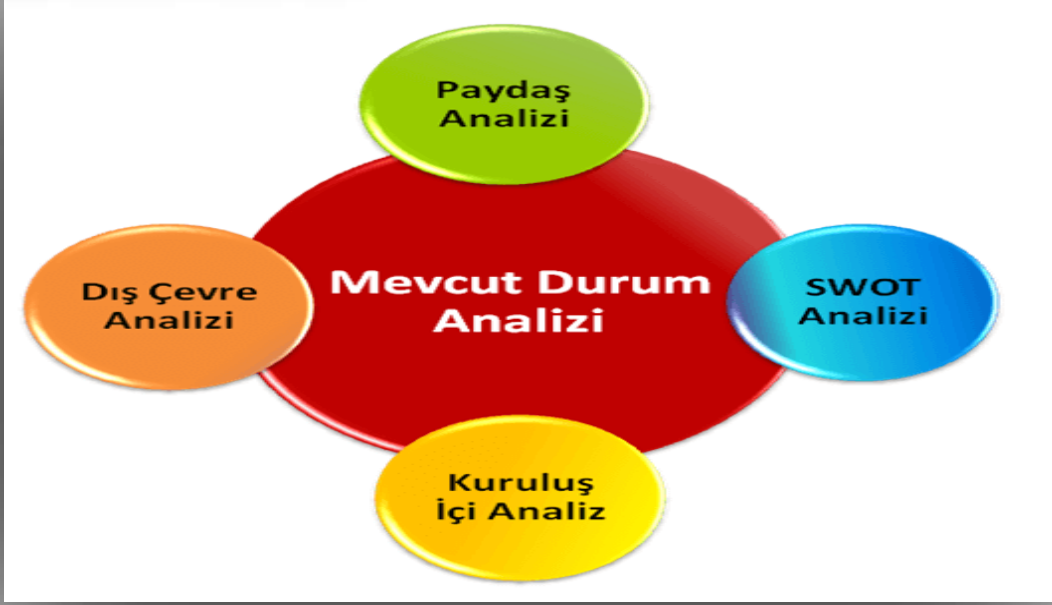 Paydaş
Analizi
Dış Çevre
Analizi
Mevcut Durum
Analizi
SWOT
Analizi
Kuruluş
İçi Analiz